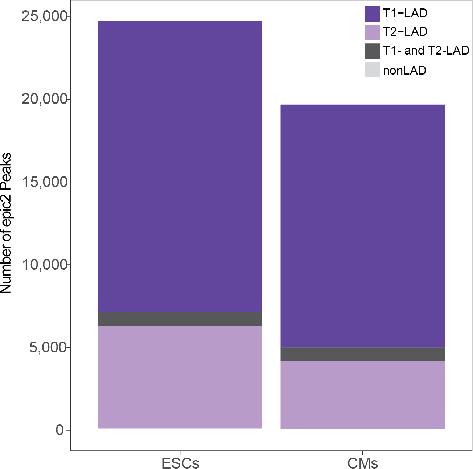 25,000
20,000
15,000
10,000
5,000
0
Number of epic2 Peaks
T1−LAD
T2−LAD
T1- and T2-LAD
nonLAD
ESCs
CMs